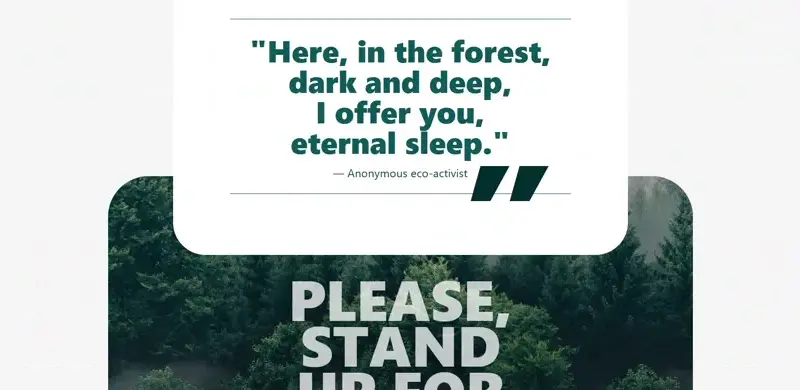 "Here, in the forest,
dark and deep,
I offer you,
eternal sleep."
— Anonymous eco-activist
PLEASE,
STAND
UP FOR